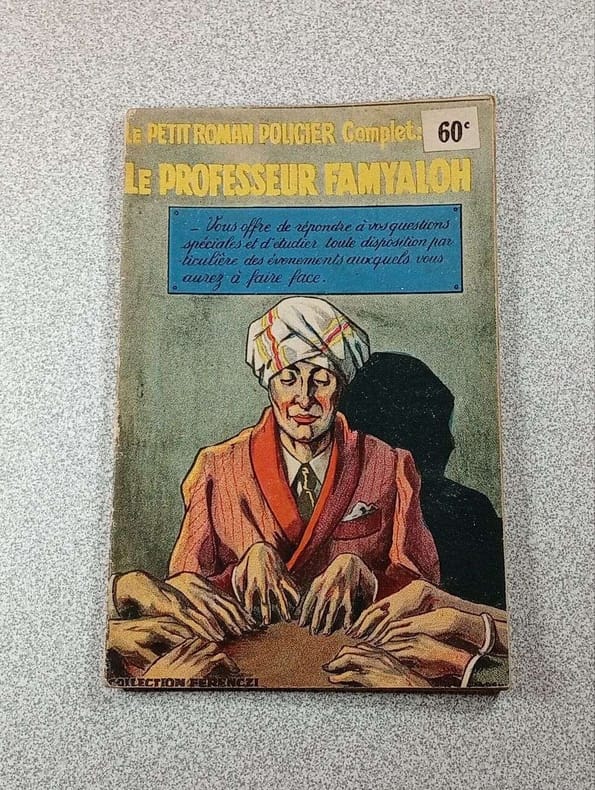 LE PETIT ROMAN POLICIER Complet.
60c
LE PROFESSEUR FAMYALOH
_ Vous offre de répondre à vos questions
spéciales et d'étudier toute disposition par
ticulière des évenements auxquels vous
aurez à faire face.
COLLECTION FERENCZI